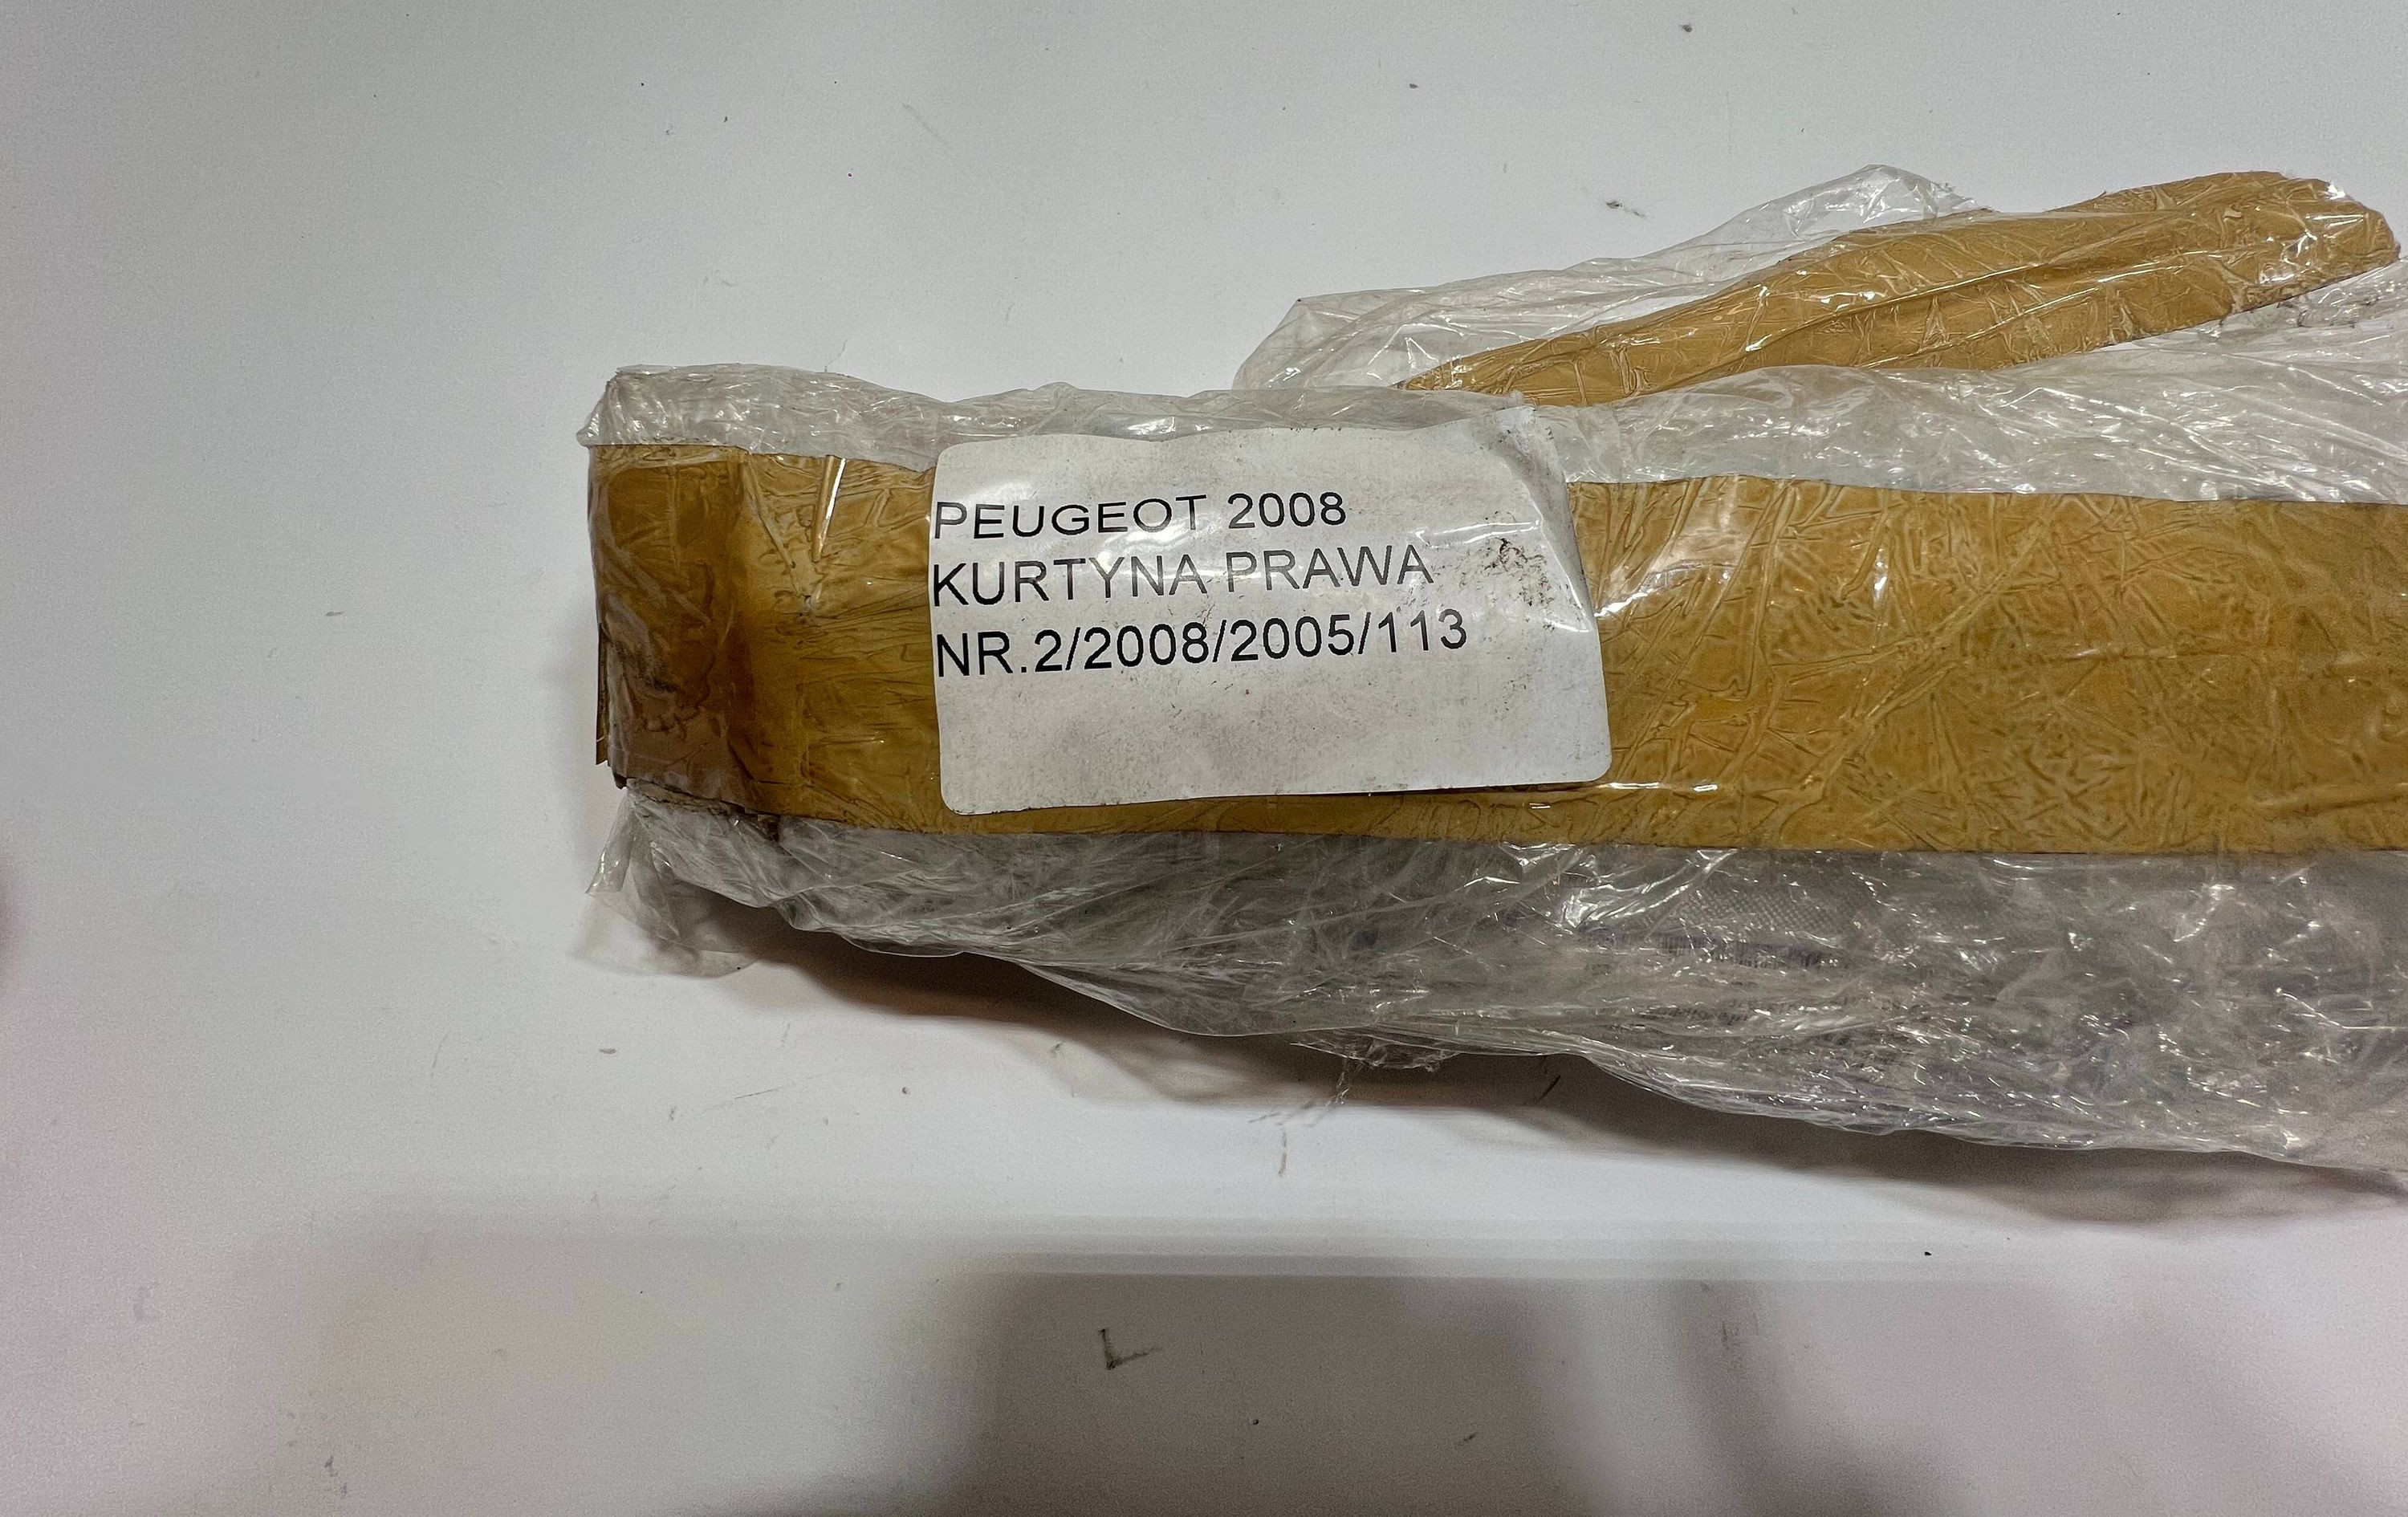 PEUGEOT 2008
KURTYNA PRAWA
NR.2/2008/2005/113